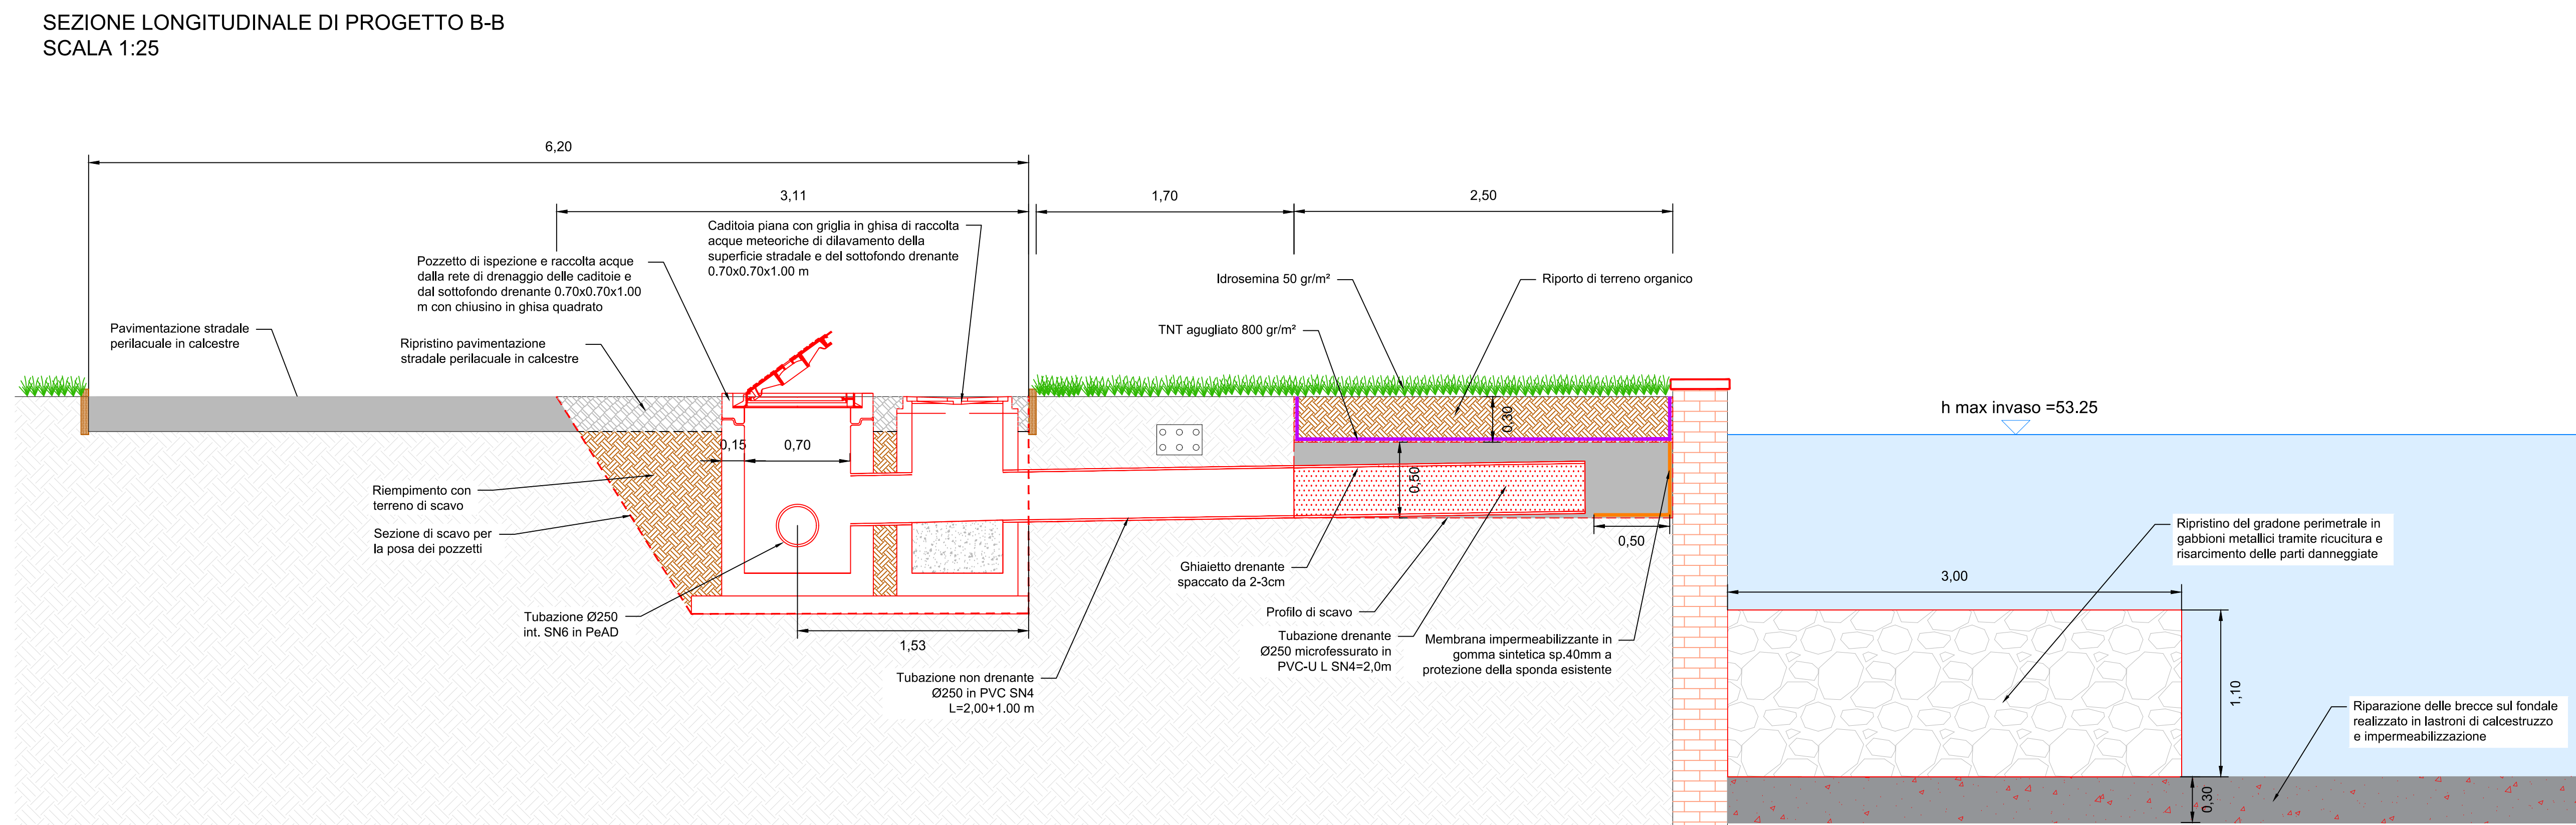 SEZIONE LONGITUDINALE DI PROGETTO B-B
SCALA 1:25
6,20
3,11
1,70
2,50
Caditoia piana con griglia in ghisa di raccolta
acque meteoriche di dilavamento della
superficie stradale e del sottofondo drenante
0.70x0.70x1.00 m
Pozzetto di ispezione e raccolta acque
dalla rete di drenaggio delle caditoie e
dal sottofondo drenante 0.70x0.70x1.00
m con chiusino in ghisa quadrato
Idrosemina 50 gr/m²
Riporto di terreno organico
Pavimentazione stradale
perilacuale in calcestre
Ripristino pavimentazione
stradale perilacuale in calcestre
TNT agugliato 800 gr/m²
h max invaso =53.25
0,30
0,15
0,70
0,50
Riempimento con
terreno di scavo
Sezione di scavo per
la posa dei pozzetti
0,50
Ripristino del gradone perimetrale in
gabbioni metallici tramite ricucitura e
risarcimento delle parti danneggiate
Ghiaietto drenante
spaccato da 2-3cm
3,00
Profilo di scavo
Tubazione Ø250
int. SN6 in PeAD
1,53
Tubazione drenante
Ø250 microfessurato in
PVC-U L SN4=2,0m
Membrana impermeabilizzante in
gomma sintetica sp.40mm a
protezione della sponda esistente
Tubazione non drenante
Ø250 in PVC SN4
L=2,00+1.00 m
1,10
Riparazione delle brecce sul fondale
realizzato in lastroni di calcestruzzo
e impermeabilizzazione
0,30